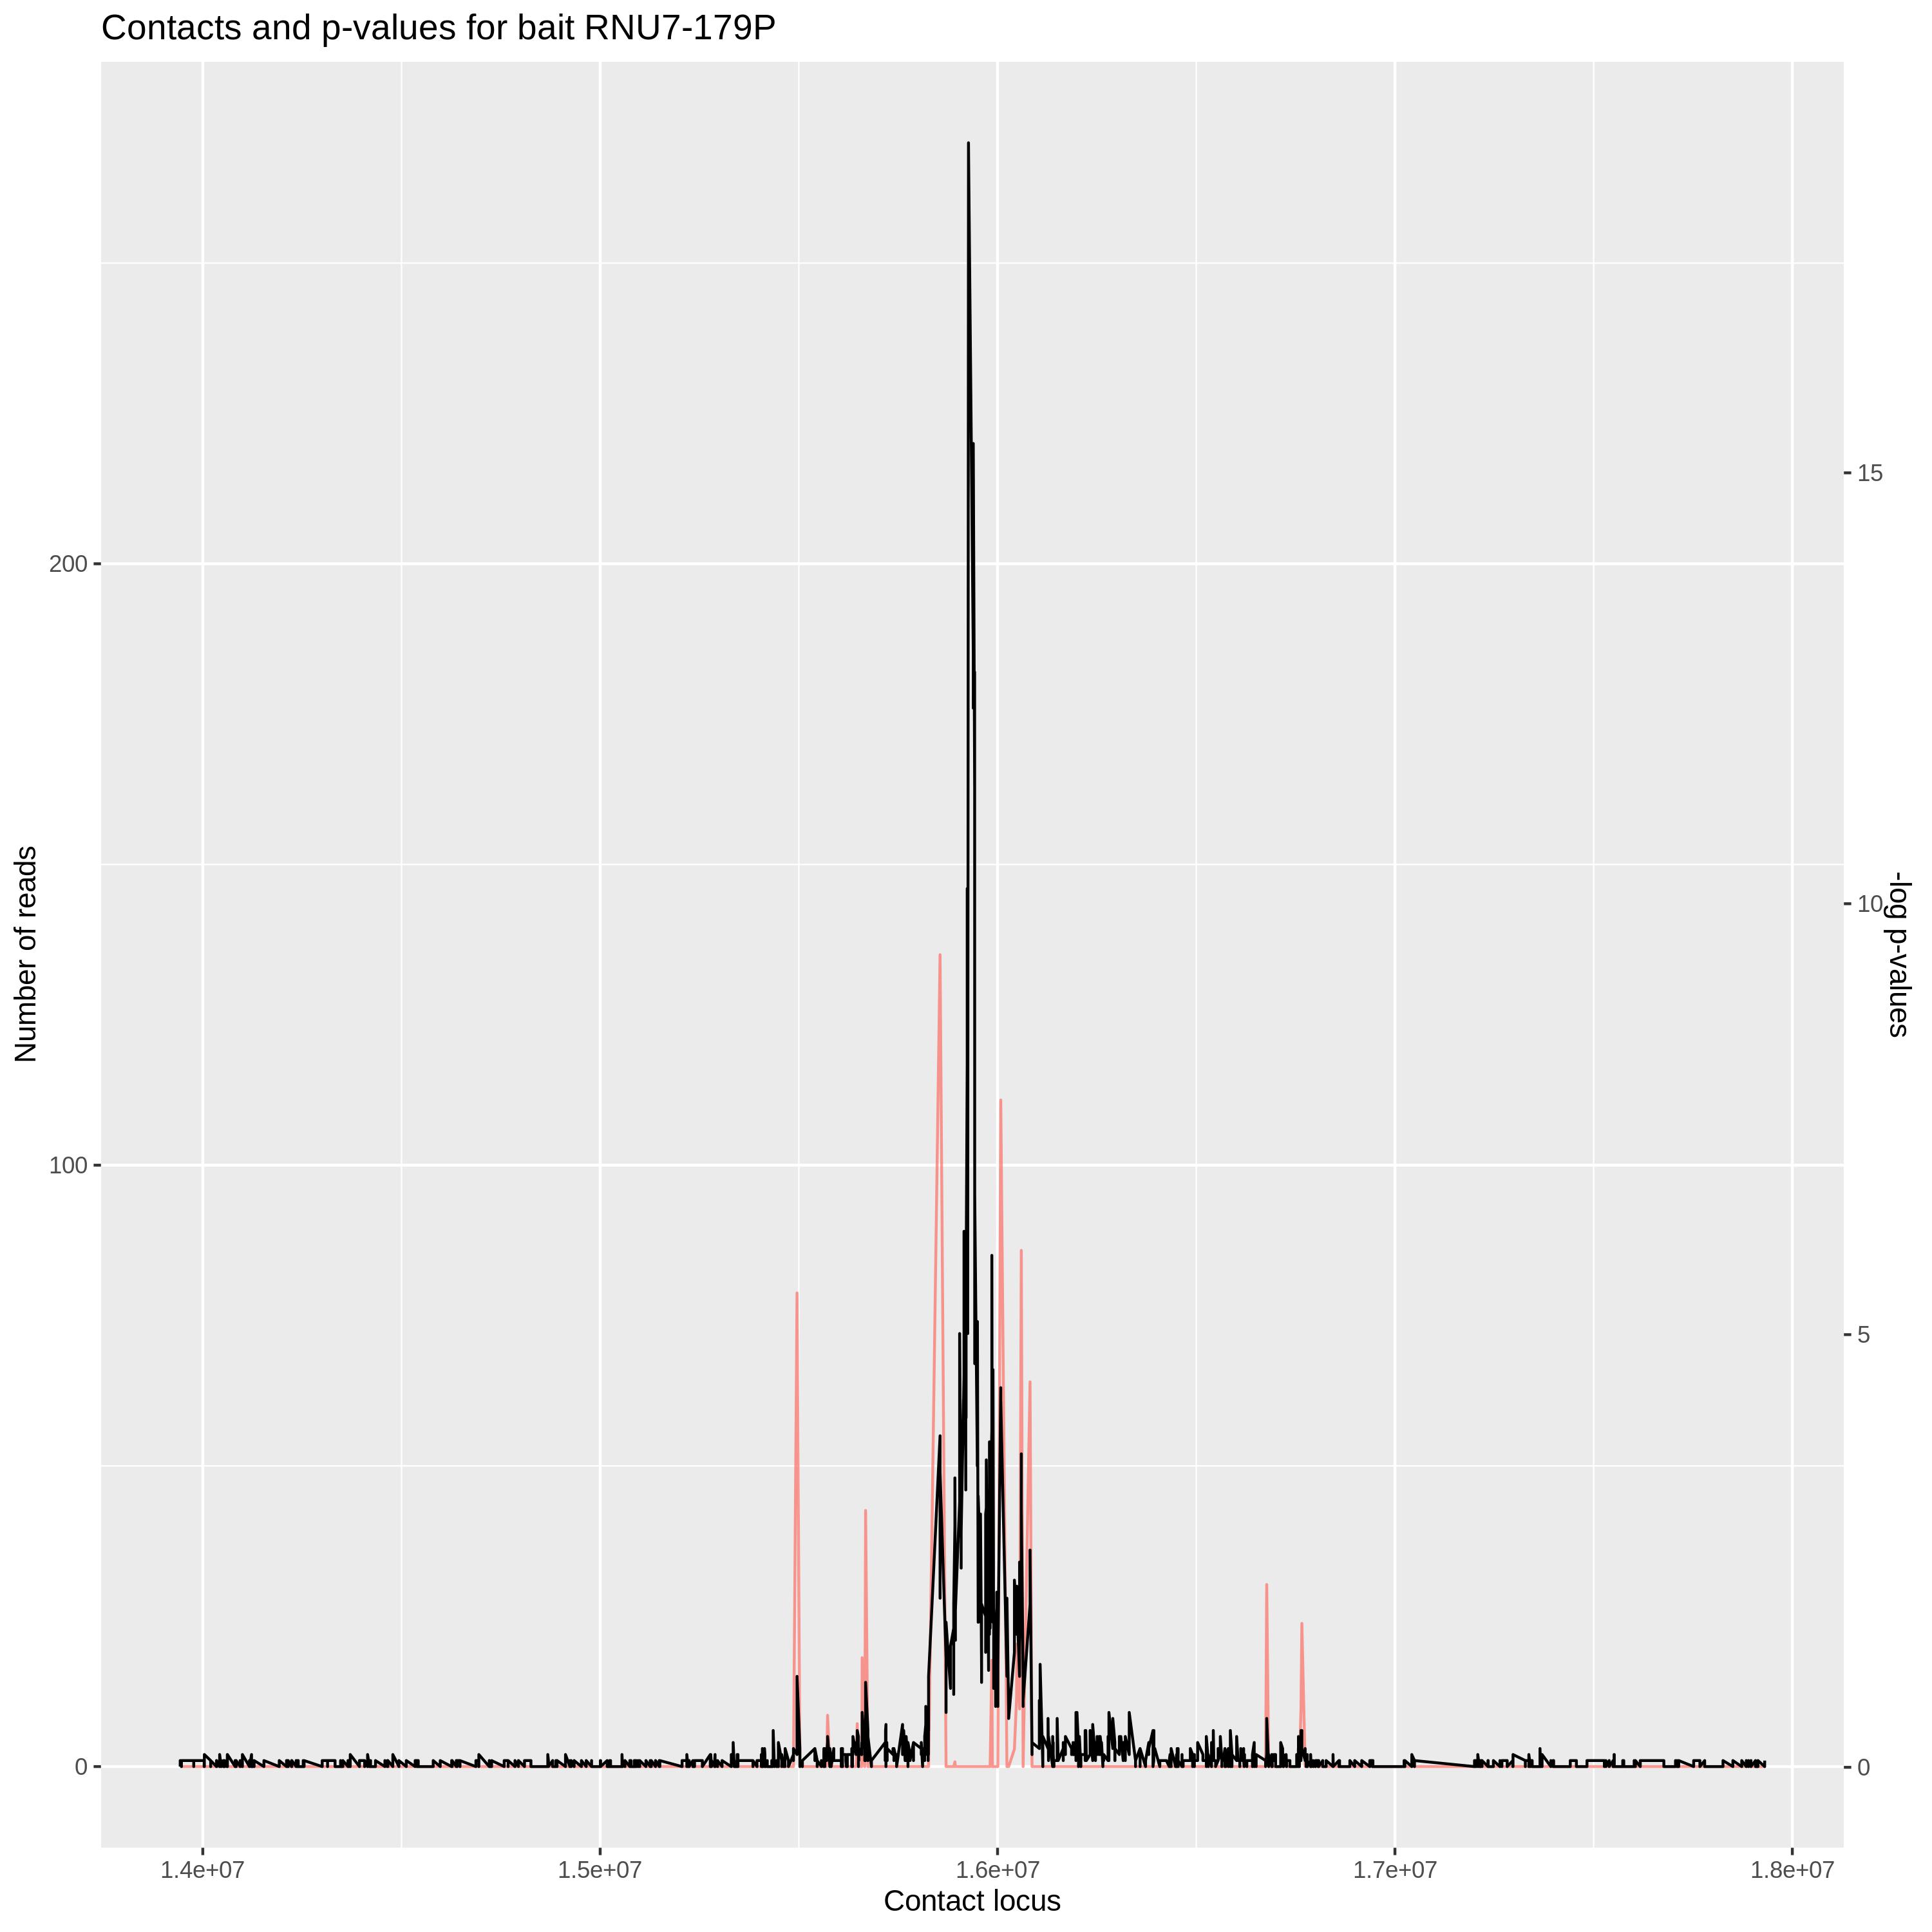 Contacts and p-values for bait RNU7-179P
Number of reads
200
100
0
15
10
5
0
-log p-values
1.4e+07
1.5e+07
1.6e+07
1.7e+07
1.8e+07
Contact locus